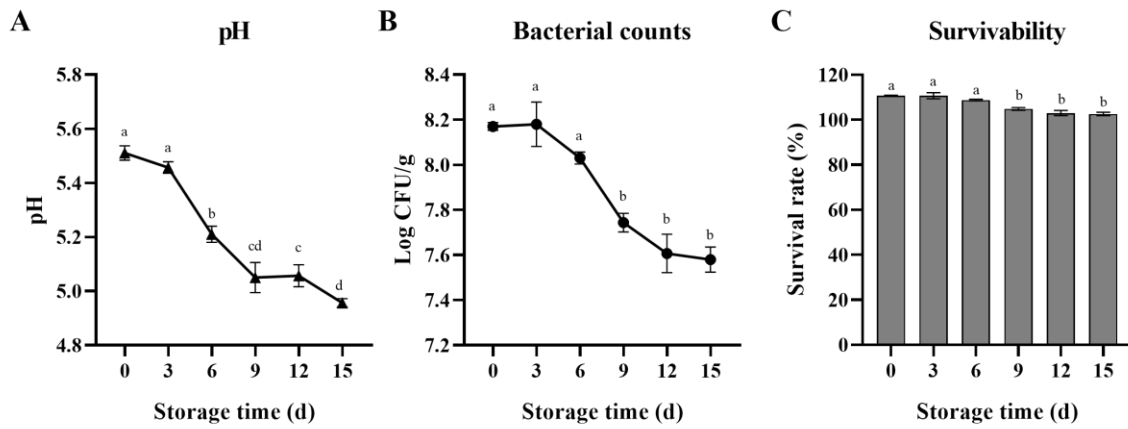 A
pH
pH
5.8
5.6
5.4
5.2
5.0
4.8
a
a
b
cd
c
d
0 3 6 9 12 15
Storage time (d)
B
Bacterial counts
Log CFU/g
8.4
8.2
8.0
7.8
7.6
7.4
7.2
a
a
a
b
b
b
0 3 6 9 12 15
Storage time (d)
C
Survivability
Survival rate (%)
120
100
80
60
40
20
0
a a a b b b
0 3 6 9 12 15
Storage time (d)